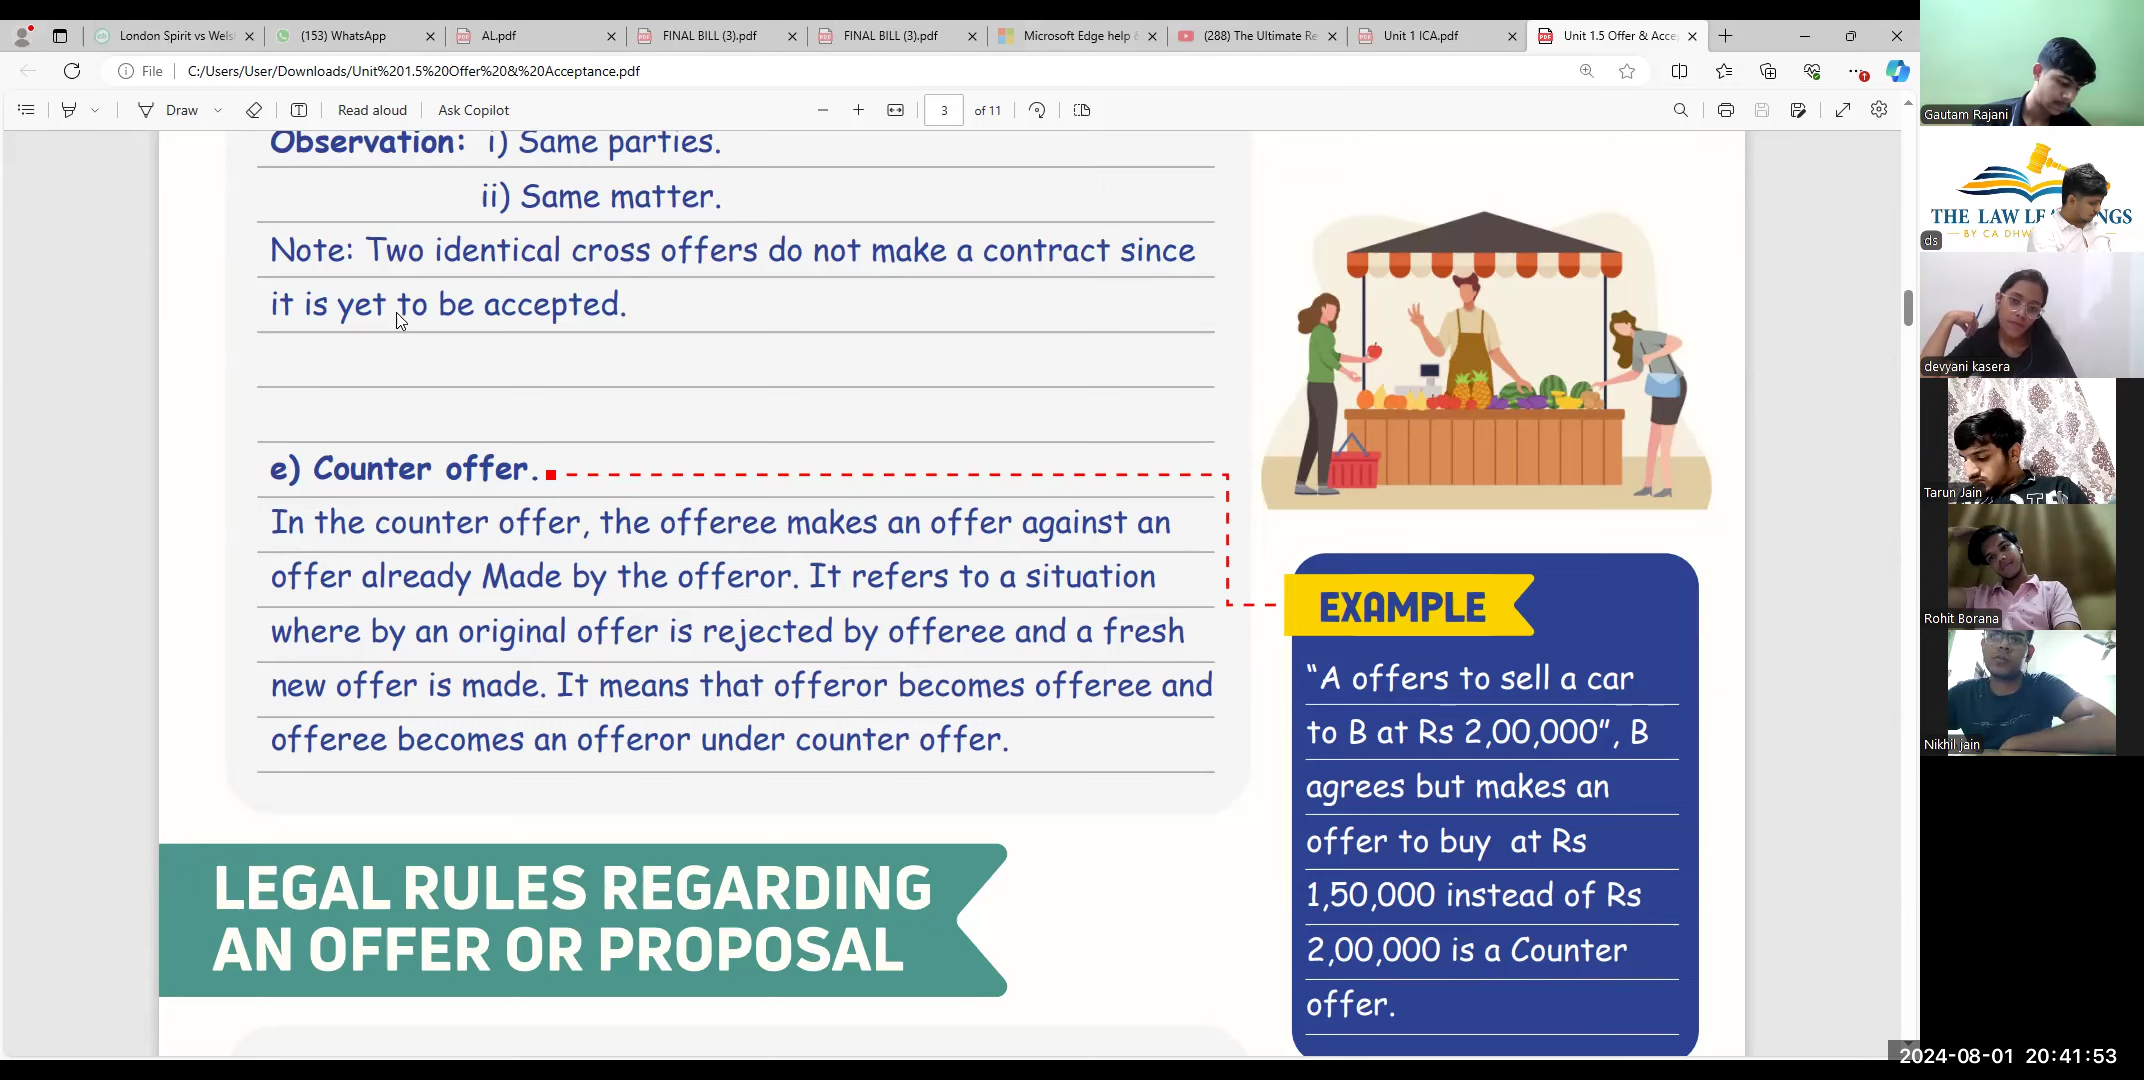 London Spirit vs Wels
(153) WhatsApp
AL.pdf
FINAL BILL (3).pdf
FINAL BILL (3).pdf
Microsoft Edge help &
(288) The Ultimate Re
Unit 1 ICA.pdf
Unit 1.5 Offer & Acce
File
C:/Users/User/Downloads/Unit%201.5%20Offer%20&%20Acceptance.pdf
Draw
Read aloud
Ask Copilot
3 of 11
Observation: i) Same parties.
ii) Same matter.
Note: Two identical cross offers do not make a contract since
it is yet to be accepted.
e) Counter offer.
In the counter offer, the offeree makes an offer against an
offer already Made by the offeror. It refers to a situation
where by an original offer is rejected by offeree and a fresh
new offer is made. It means that offeror becomes offeree and
offeree becomes an offeror under counter offer.
LEGAL RULES REGARDING
AN OFFER OR PROPOSAL
EXAMPLE
“A offers to sell a car
to B at Rs 2,00,000”, B
agrees but makes an
offer to buy at Rs
1,50,000 instead of Rs
2,00,000 is a Counter
offer.
Gautam Rajani
THE LAW LE NGS
BY CA DHW
ds
devyani kasera
Tarun Jain
Rohit Borana
Nikhil jain
2024-08-01 20:41:53